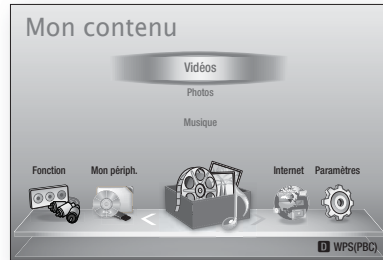 Mon contenu
Vidéos
Photos
Musique
Fonction Mon périph. Internet Paramètres
D WPS(PBC)